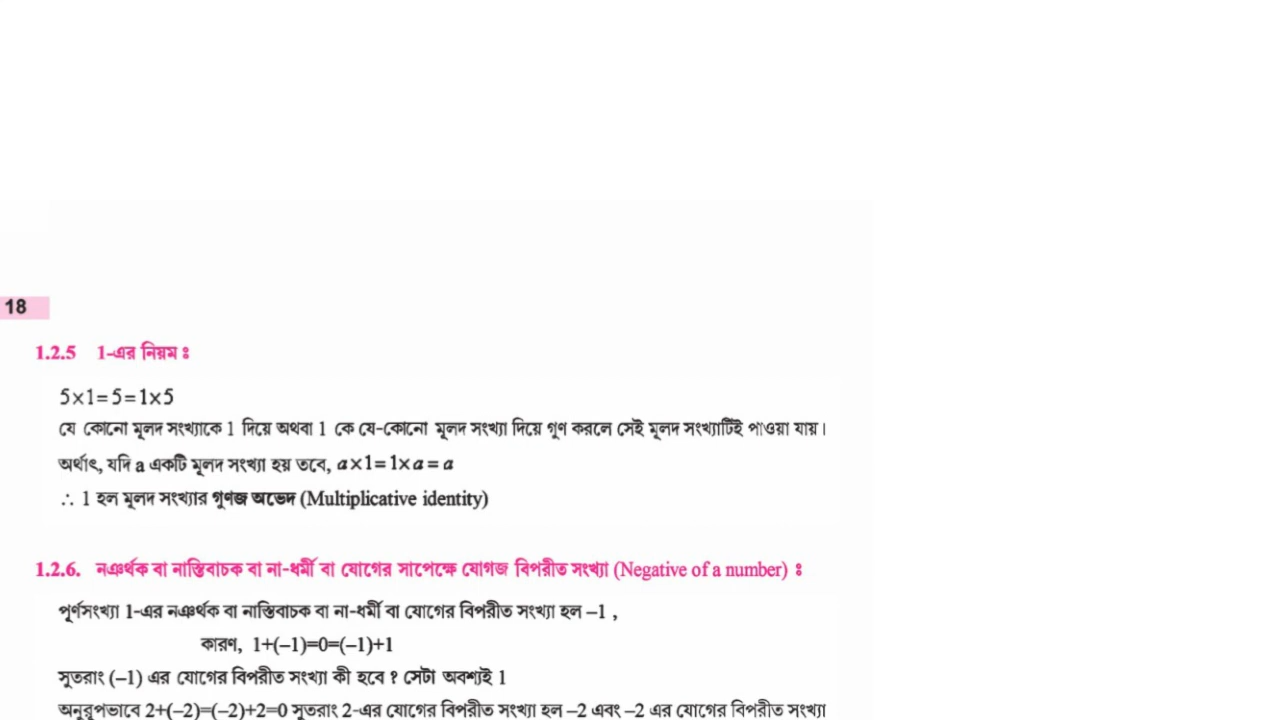 18
1.2.5 1-এর নিয়ম ঃ
5×1=5=1×5
যে কোনো মূলদ সংখ্যাকে 1 দিয়ে অথবা 1 কে যে-কোনো মূলদ সংখ্যা দিয়ে গুণ করলে সেই মূলদ সংখ্যাটিই পাওয়া যায়।
অর্থাৎ, যদি a একটি মূলদ সংখ্যা হয় তবে, a×1=1×a=a
∴ 1 হল মূলদ সংখ্যার গুণজ অভেদ (Multiplicative identity)
1.2.6. নঞর্থক বা নাস্তিবাচক বা না-ধর্মী বা যোগের সাপেক্ষে যোগজ বিপরীত সংখ্যা (Negative of a number) ঃ
পূর্ণসংখ্যা 1-এর নঞর্থক বা নাস্তিবাচক বা না-ধর্মী বা যোগের বিপরীত সংখ্যা হল –1 ,
কারণ, 1+(–1)=0=(–1)+1
সুতরাং (–1) এর যোগের বিপরীত সংখ্যা কী হবে ? সেটা অবশ্যই 1
অনুরূপভাবে 2+(–2)=(–2)+2=0 সুতরাং 2-এর যোগের বিপরীত সংখ্যা হল –2 এবং –2 এর যোগের বিপরীত সংখ্যা